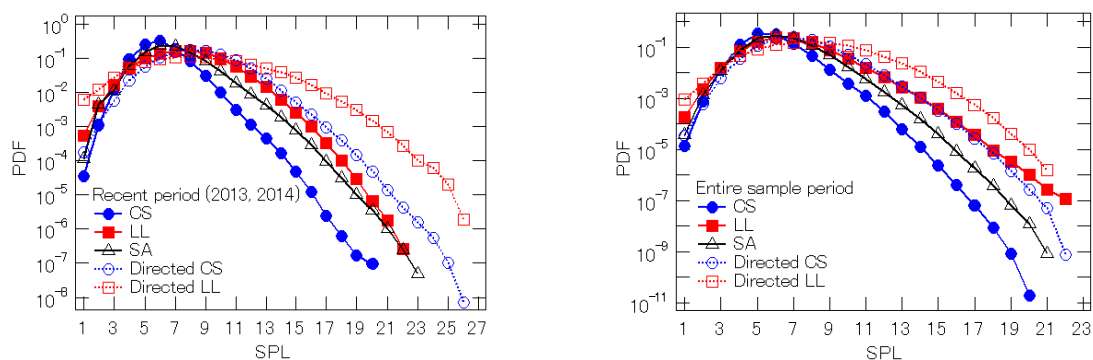 10^0
10^-1
10^-2
10^-3
10^-4
10^-5
10^-6
10^-7
10^-8
PDF
Recent period (2013, 2014)
CS
LL
SA
Directed CS
Directed LL
1 3 5 7 9 11 13 15 17 19 21 23 25 27
SPL
10^-1
10^-3
10^-5
10^-7
10^-9
10^-11
PDF
Entire sample period
CS
LL
SA
Directed CS
Directed LL
1 3 5 7 9 11 13 15 17 19 21 23
SPL